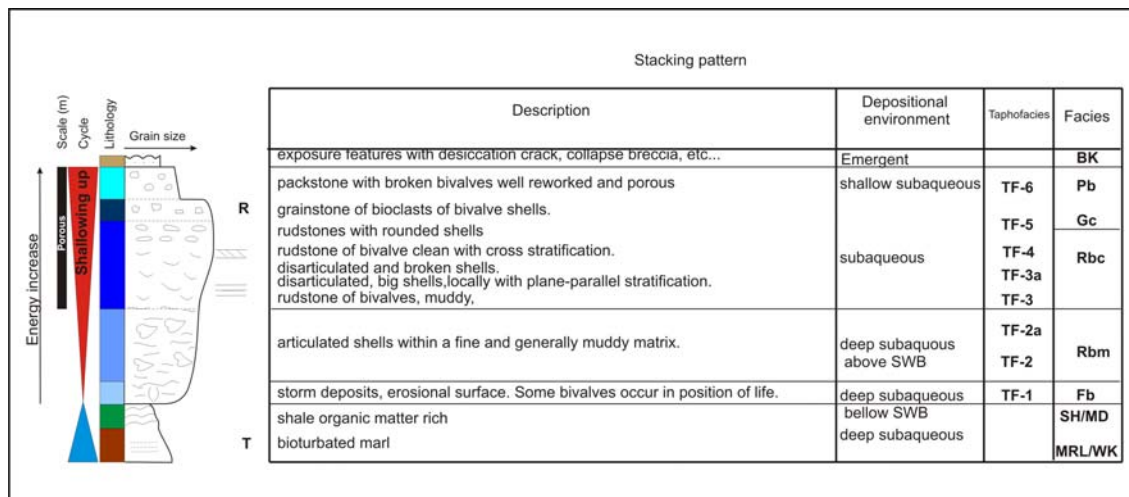 Stacking pattern
Scale (m)
Cycle
Lithology
Grain size
Description
Depositional
environment
Taphofacies
Facies
exposure features with desiccation crack, collapse breccia, etc...
Emergent
BK
packstone with broken bivalves well reworked and porous
shallow subaqueous
TF-6
Pb
R
grainstone of bioclasts of bivalve shells.
Gc
rudstones with rounded shells
TF-5
rudstone of bivalve clean with cross stratification.
subaqueous
TF-4
Rbc
disarticulated and broken shells.
disarticulated, big shells,locally with plane-parallel stratification.
TF-3a
rudstone of bivalves, muddy,
TF-3
articulated shells within a fine and generally muddy matrix.
deep subaquous
above SWB
TF-2a
TF-2
Rbm
storm deposits, erosional surface. Some bivalves occur in position of life.
deep subaqueous
TF-1
Fb
shale organic matter rich
bellow SWB
SH/MD
T
bioturbated marl
deep subaqueous
MRL/WK
Energy increase
Porous
Shallowing up